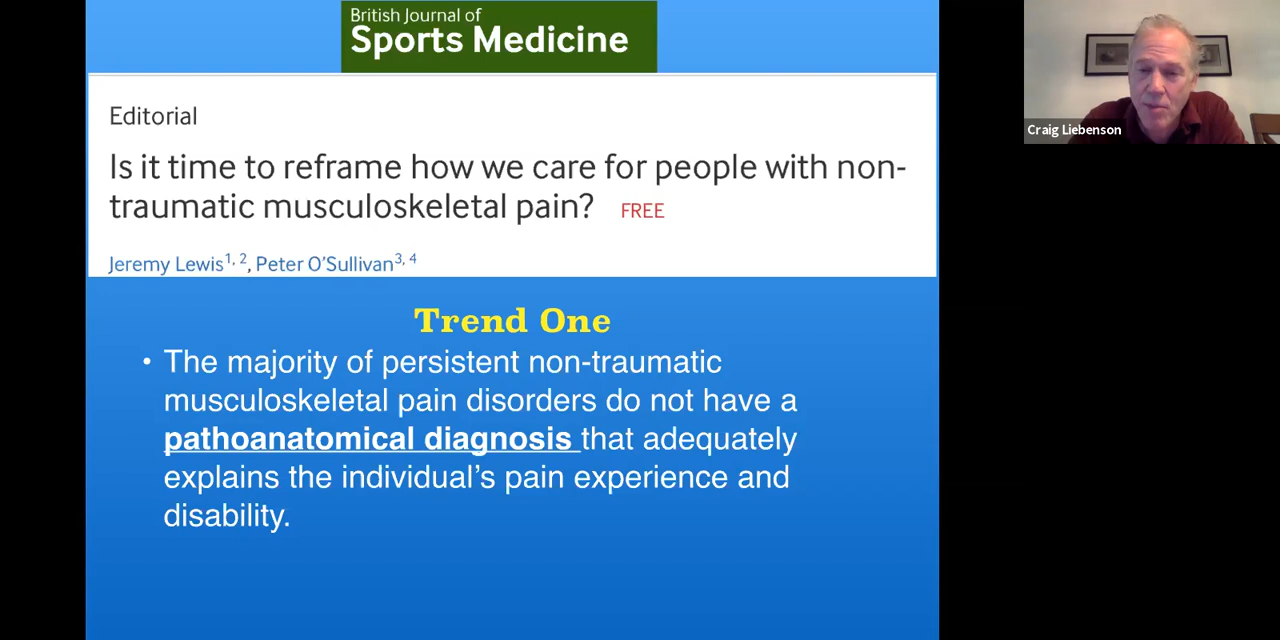 British Journal of
Sports Medicine
Editorial
Is it time to reframe how we care for people with non-
traumatic musculoskeletal pain? FREE
Jeremy Lewis1, 2, Peter O'Sullivan3, 4
Trend One
• The majority of persistent non-traumatic
musculoskeletal pain disorders do not have a
pathoanatomical diagnosis that adequately
explains the individual's pain experience and
disability.
Craig Liebenson